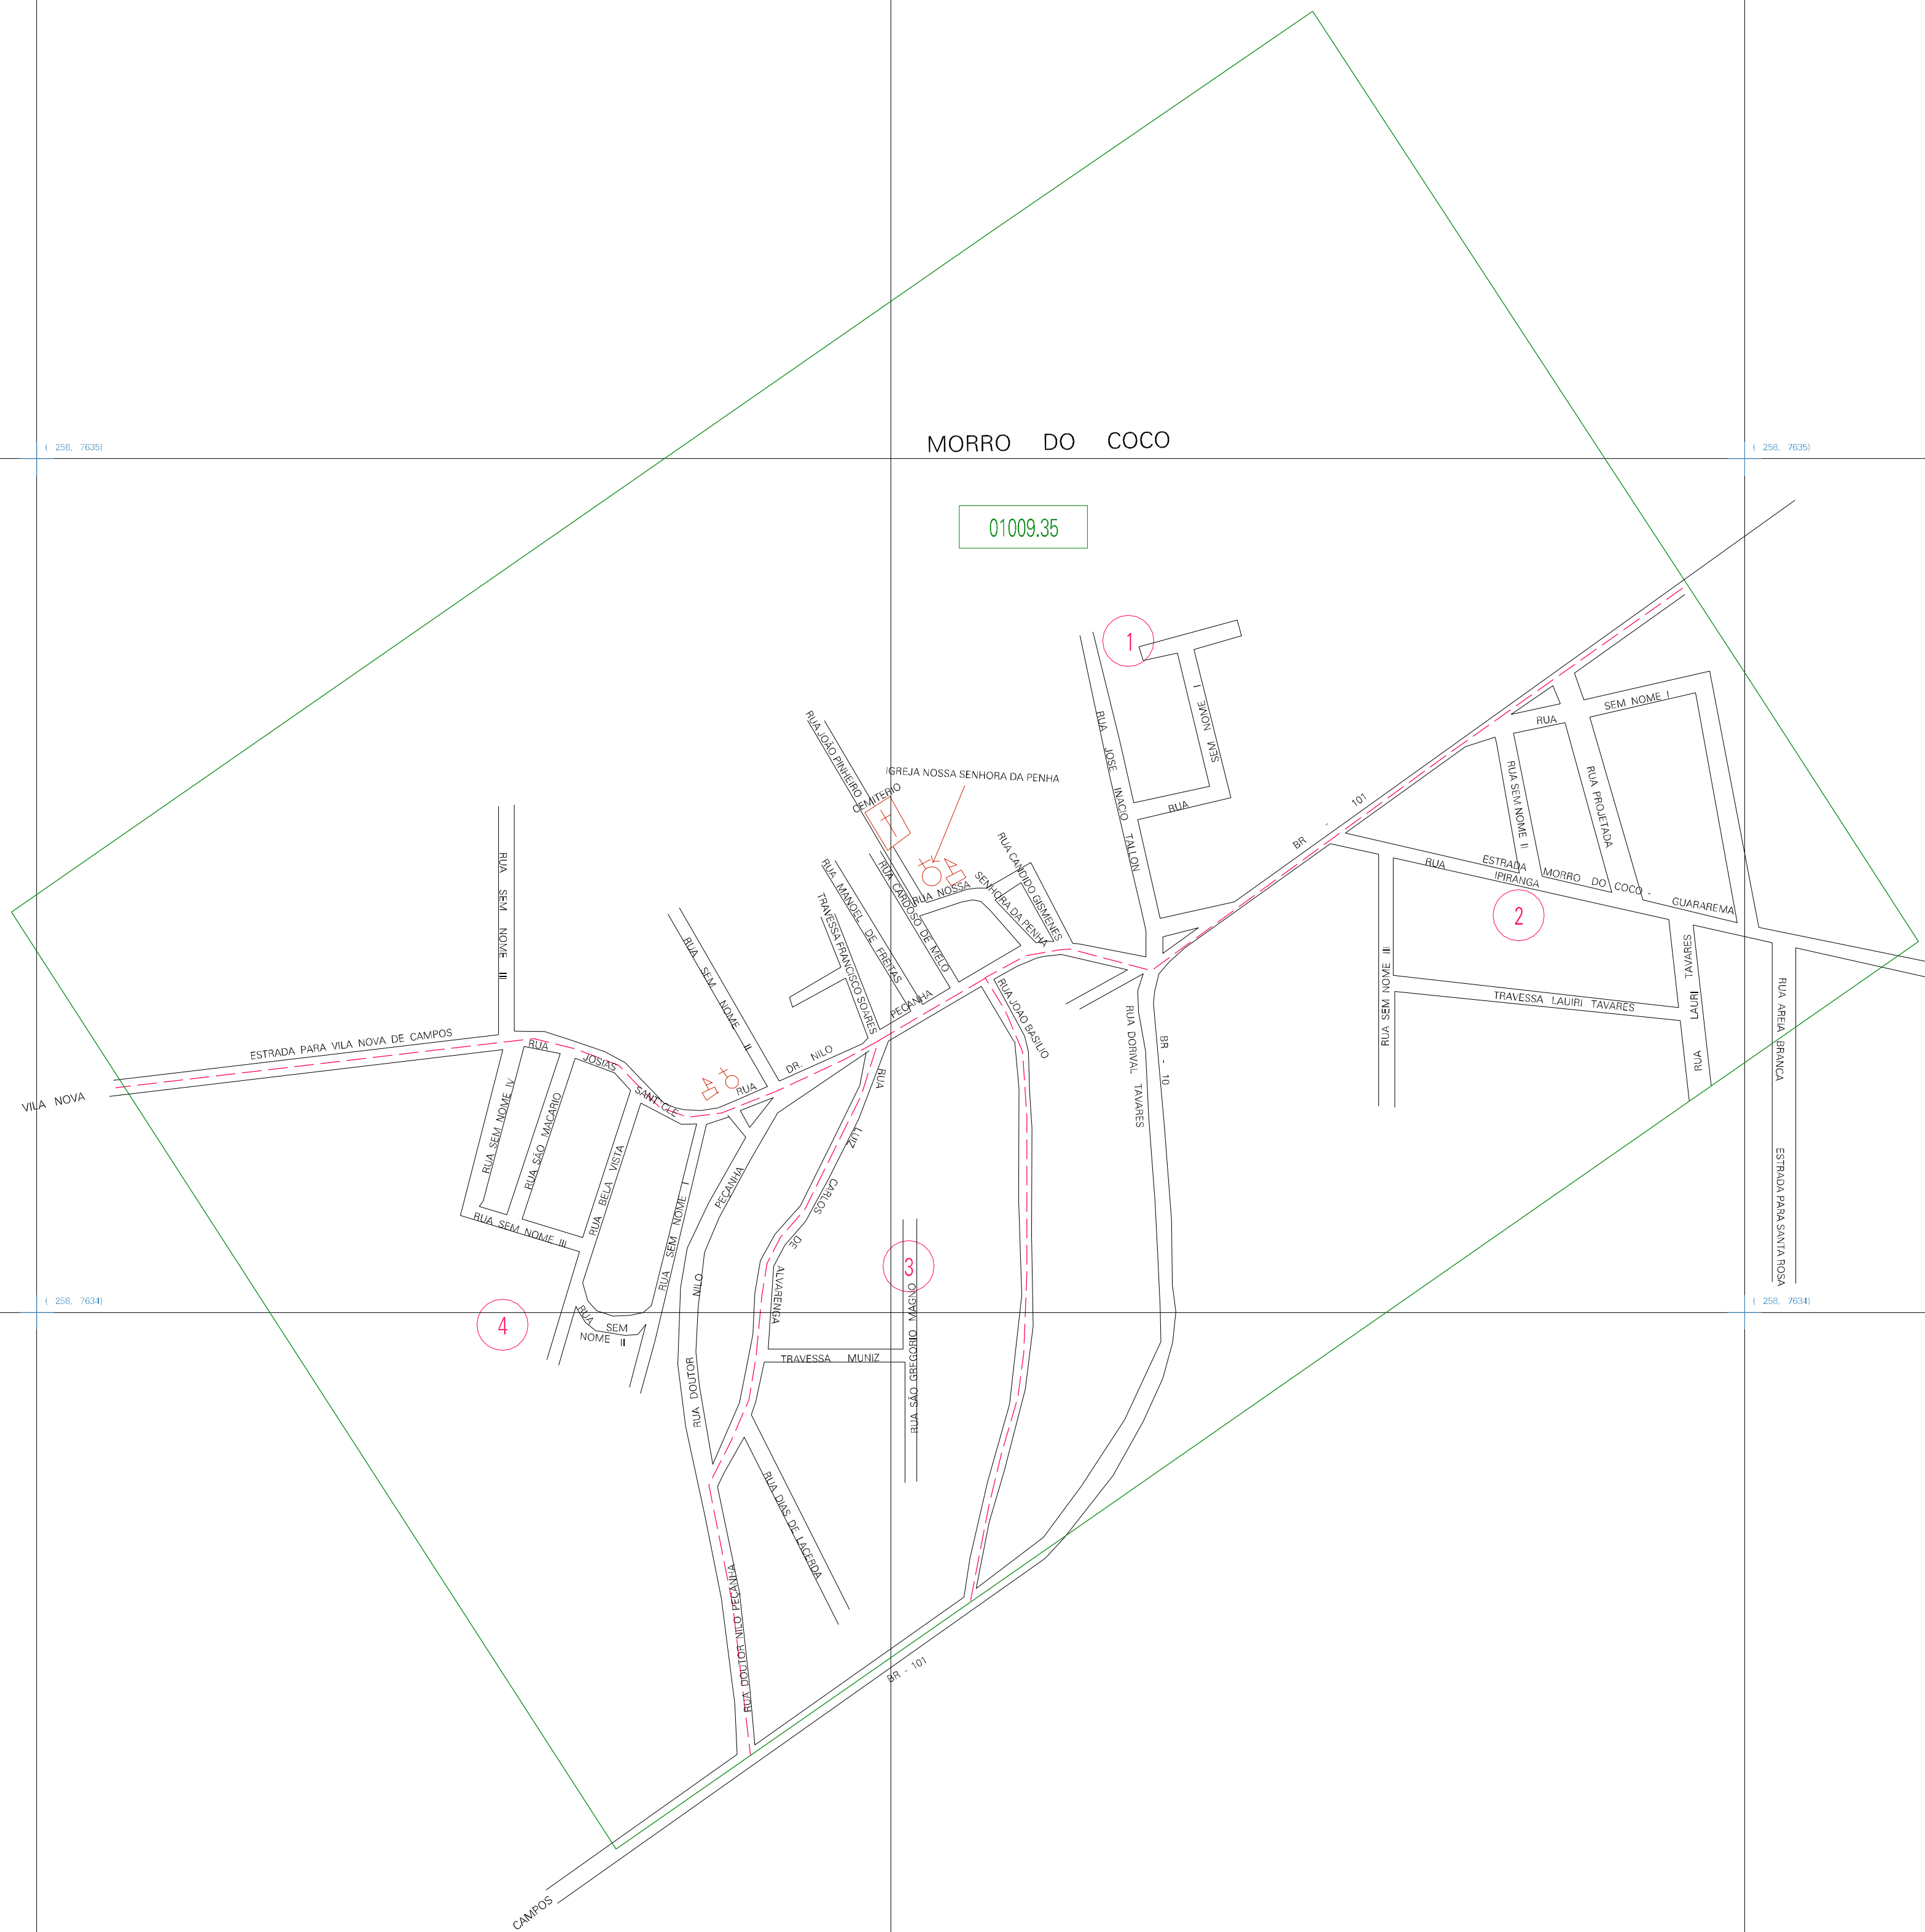 MORRO DO COCO
( 256, 7635)
( 258, 7635)
01009.35
1
RUA JOSE INACIO TALLON
RUA SEM NOME I
RUA JOÃO PINHEIRO
CEMITERIO
IGREJA NOSSA SENHORA DA PENHA
RUA NOSSA SENHORA DA PENHA
RUA CANDIDO GISMENES
RUA CARDOSO DE MELO
RUA MANOEL DE FREITAS
TRAVESSA FRANCISCO SOARES
BR - 101
RUA SEM NOME I
RUA SEM NOME II
RUA PROJETADA
ESTRADA MORRO DO COCO - GUARAREMA
RUA IPIRANGA
2
RUA SEM NOME III
TRAVESSA LAUIRI TAVARES
RUA LAURI TAVARES
RUA AREIA BRANCA
ESTRADA PARA SANTA ROSA
RUA SEM NOME III
RUA SEM NOME II
ESTRADA PARA VILA NOVA DE CAMPOS
VILA NOVA
RUA JOSIAS SANT'CLE
RUA DR. NILO PEÇANHA
RUA JOAO BASILIO
RUA DORIVAL TAVARES
BR - 10
RUA SEM NOME IV
RUA SÃO MACARIO
RUA BELA VISTA
RUA SEM NOME III
RUA SEM NOME I
RUA SEM
NOME II
4
RUA DOUTOR NILO PEÇANHA
RUA LUIZ CARLOS DE ALVARENGA
3
RUA SÃO GREGORIO MAGNO
TRAVESSA MUNIZ
RUA DIAS DE LACERDA
RUA DOUTOR NILO PEÇANHA
( 256, 7634)
( 258, 7634)
BR - 101
CAMPOS